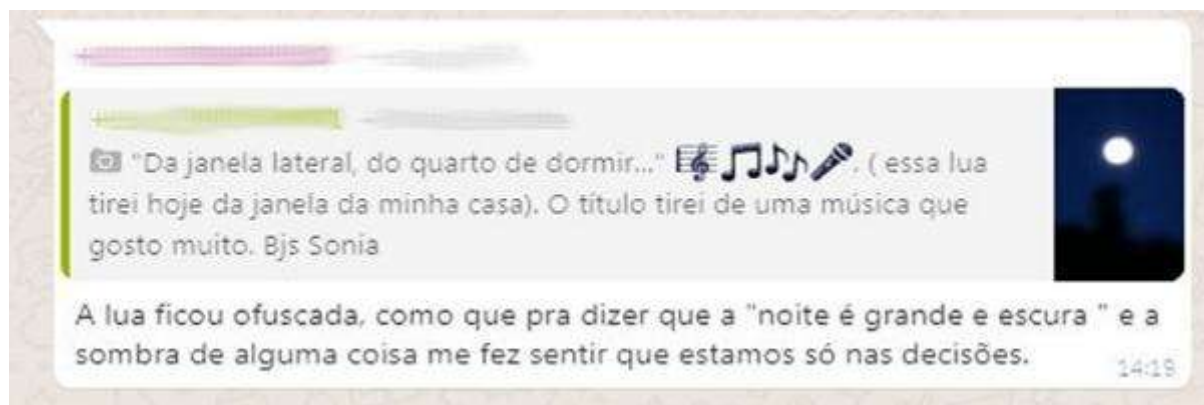 "Da janela lateral, do quarto de dormir..." 🎼🎵🎶🎤. ( essa lua
tirei hoje da janela da minha casa). O título tirei de uma música que
gosto muito. Bjs Sonia
A lua ficou ofuscada, como que pra dizer que a "noite é grande e escura " e a
sombra de alguma coisa me fez sentir que estamos só nas decisões.
14:19